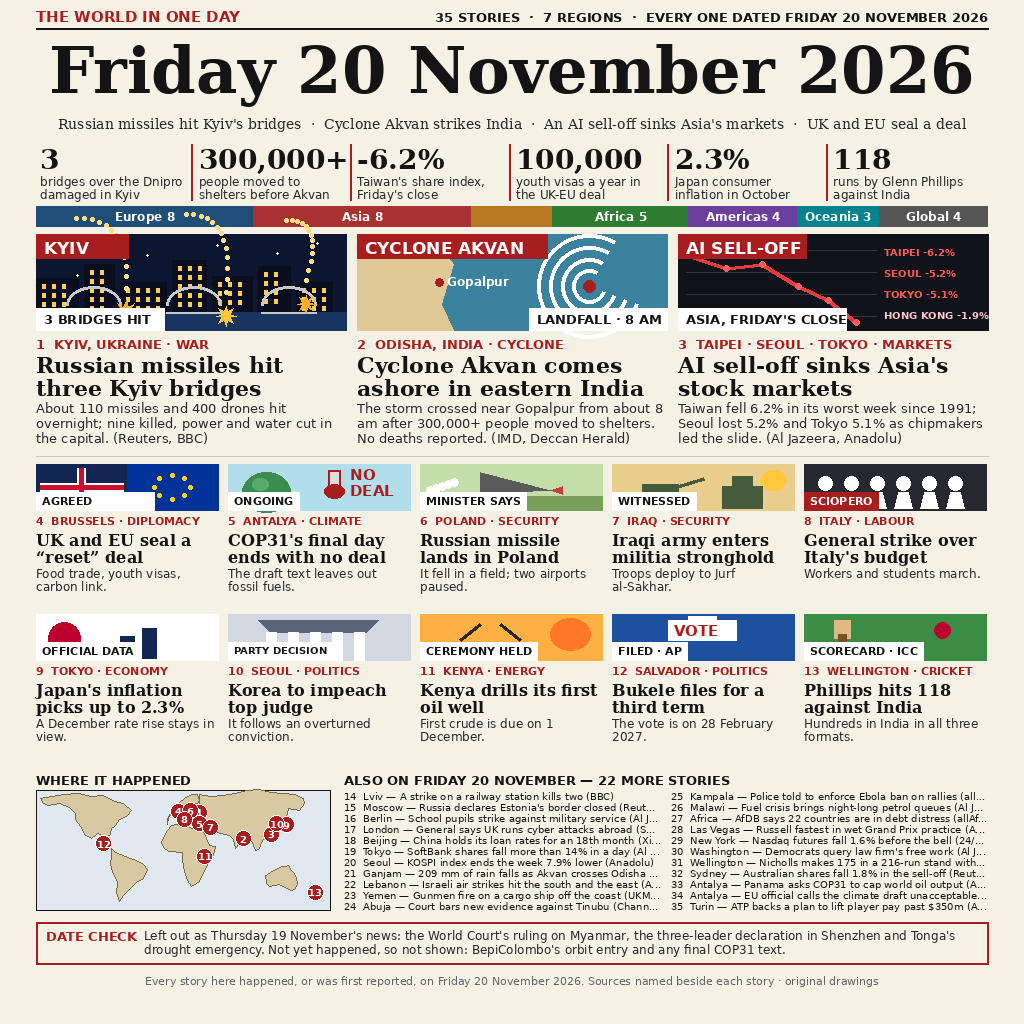 THE WORLD IN ONE DAY
35 STORIES · 7 REGIONS · EVERY ONE DATED FRIDAY 20 NOVEMBER 2026
Friday 20 November 2026
Russian missiles hit Kyiv's bridges · Cyclone Akvan strikes India · An AI sell-off sinks Asia's markets · UK and EU seal a deal
3
bridges over the Dnipro
damaged in Kyiv
300,000+
people moved to
shelters before Akvan
-6.2%
Taiwan's share index,
Friday's close
100,000
youth visas a year in
the UK-EU deal
2.3%
Japan consumer
inflation in October
118
runs by Glenn Phillips
against India
Europe 8
Asia 8
Africa 5
Americas 4
Oceania 3
Global 4
KYIV
3 BRIDGES HIT
CYCLONE AKVAN
Gopalpur
LANDFALL · 8 AM
AI SELL-OFF
TAIPEI -6.2%
SEOUL -5.2%
TOKYO -5.1%
HONG KONG -1.9%
ASIA, FRIDAY'S CLOSE
1 KYIV, UKRAINE · WAR
Russian missiles hit
three Kyiv bridges
About 110 missiles and 400 drones hit
overnight; nine killed, power and water cut in
the capital. (Reuters, BBC)
2 ODISHA, INDIA · CYCLONE
Cyclone Akvan comes
ashore in eastern India
The storm crossed near Gopalpur from about 8
am after 300,000+ people moved to shelters.
No deaths reported. (IMD, Deccan Herald)
3 TAIPEI · SEOUL · TOKYO · MARKETS
AI sell-off sinks Asia's
stock markets
Taiwan fell 6.2% in its worst week since 1991;
Seoul lost 5.2% and Tokyo 5.1% as chipmakers
led the slide. (Al Jazeera, Anadolu)
AGREED
4 BRUSSELS · DIPLOMACY
UK and EU seal a
“reset” deal
Food trade, youth visas,
carbon link.
NO
DEAL
ONGOING
5 ANTALYA · CLIMATE
COP31's final day
ends with no deal
The draft text leaves out
fossil fuels.
MINISTER SAYS
6 POLAND · SECURITY
Russian missile
lands in Poland
It fell in a field; two airports
paused.
WITNESSED
7 IRAQ · SECURITY
Iraqi army enters
militia stronghold
Troops deploy to Jurf
al-Sakhar.
SCIOPERO
8 ITALY · LABOUR
General strike over
Italy's budget
Workers and students march.
OFFICIAL DATA
9 TOKYO · ECONOMY
Japan's inflation
picks up to 2.3%
A December rate rise stays in
view.
PARTY DECISION
10 SEOUL · POLITICS
Korea to impeach
top judge
It follows an overturned
conviction.
CEREMONY HELD
11 KENYA · ENERGY
Kenya drills its first
oil well
First crude is due on 1
December.
VOTE
FILED · AP
12 SALVADOR · POLITICS
Bukele files for a
third term
The vote is on 28 February
2027.
SCORECARD · ICC
13 WELLINGTON · CRICKET
Phillips hits 118
against India
Hundreds in India in all three
formats.
WHERE IT HAPPENED
4
6
8
5
7
12
11
2
3
10
9
13
ALSO ON FRIDAY 20 NOVEMBER — 22 MORE STORIES
14 Lviv — A strike on a railway station kills two (BBC)
15 Moscow — Russia declares Estonia's border closed (Reut...
16 Berlin — School pupils strike against military service (Al J...
17 London — General says UK runs cyber attacks abroad (S...
18 Beijing — China holds its loan rates for an 18th month (Xi...
19 Tokyo — SoftBank shares fall more than 14% in a day (Al ...
20 Seoul — KOSPI index ends the week 7.9% lower (Anadolu)
21 Ganjam — 209 mm of rain falls as Akvan crosses Odisha ...
22 Lebanon — Israeli air strikes hit the south and the east (A...
23 Yemen — Gunmen fire on a cargo ship off the coast (UKM...
24 Abuja — Court bars new evidence against Tinubu (Chann...
25 Kampala — Police told to enforce Ebola ban on rallies (all...
26 Malawi — Fuel crisis brings night-long petrol queues (Al J...
27 Africa — AfDB says 22 countries are in debt distress (allAf...
28 Las Vegas — Russell fastest in wet Grand Prix practice (A...
29 New York — Nasdaq futures fall 1.6% before the bell (24/...
30 Washington — Democrats query law firm's free work (Al J...
31 Wellington — Nicholls makes 175 in a 216-run stand with...
32 Sydney — Australian shares fall 1.8% in the sell-off (Reut...
33 Antalya — Panama asks COP31 to cap world oil output (A...
34 Antalya — EU official calls the climate draft unacceptable...
35 Turin — ATP backs a plan to lift player pay past $350m (A...
DATE CHECK Left out as Thursday 19 November's news: the World Court's ruling on Myanmar, the three-leader declaration in Shenzhen and Tonga's
drought emergency. Not yet happened, so not shown: BepiColombo's orbit entry and any final COP31 text.
Every story here happened, or was first reported, on Friday 20 November 2026. Sources named beside each story · original drawings